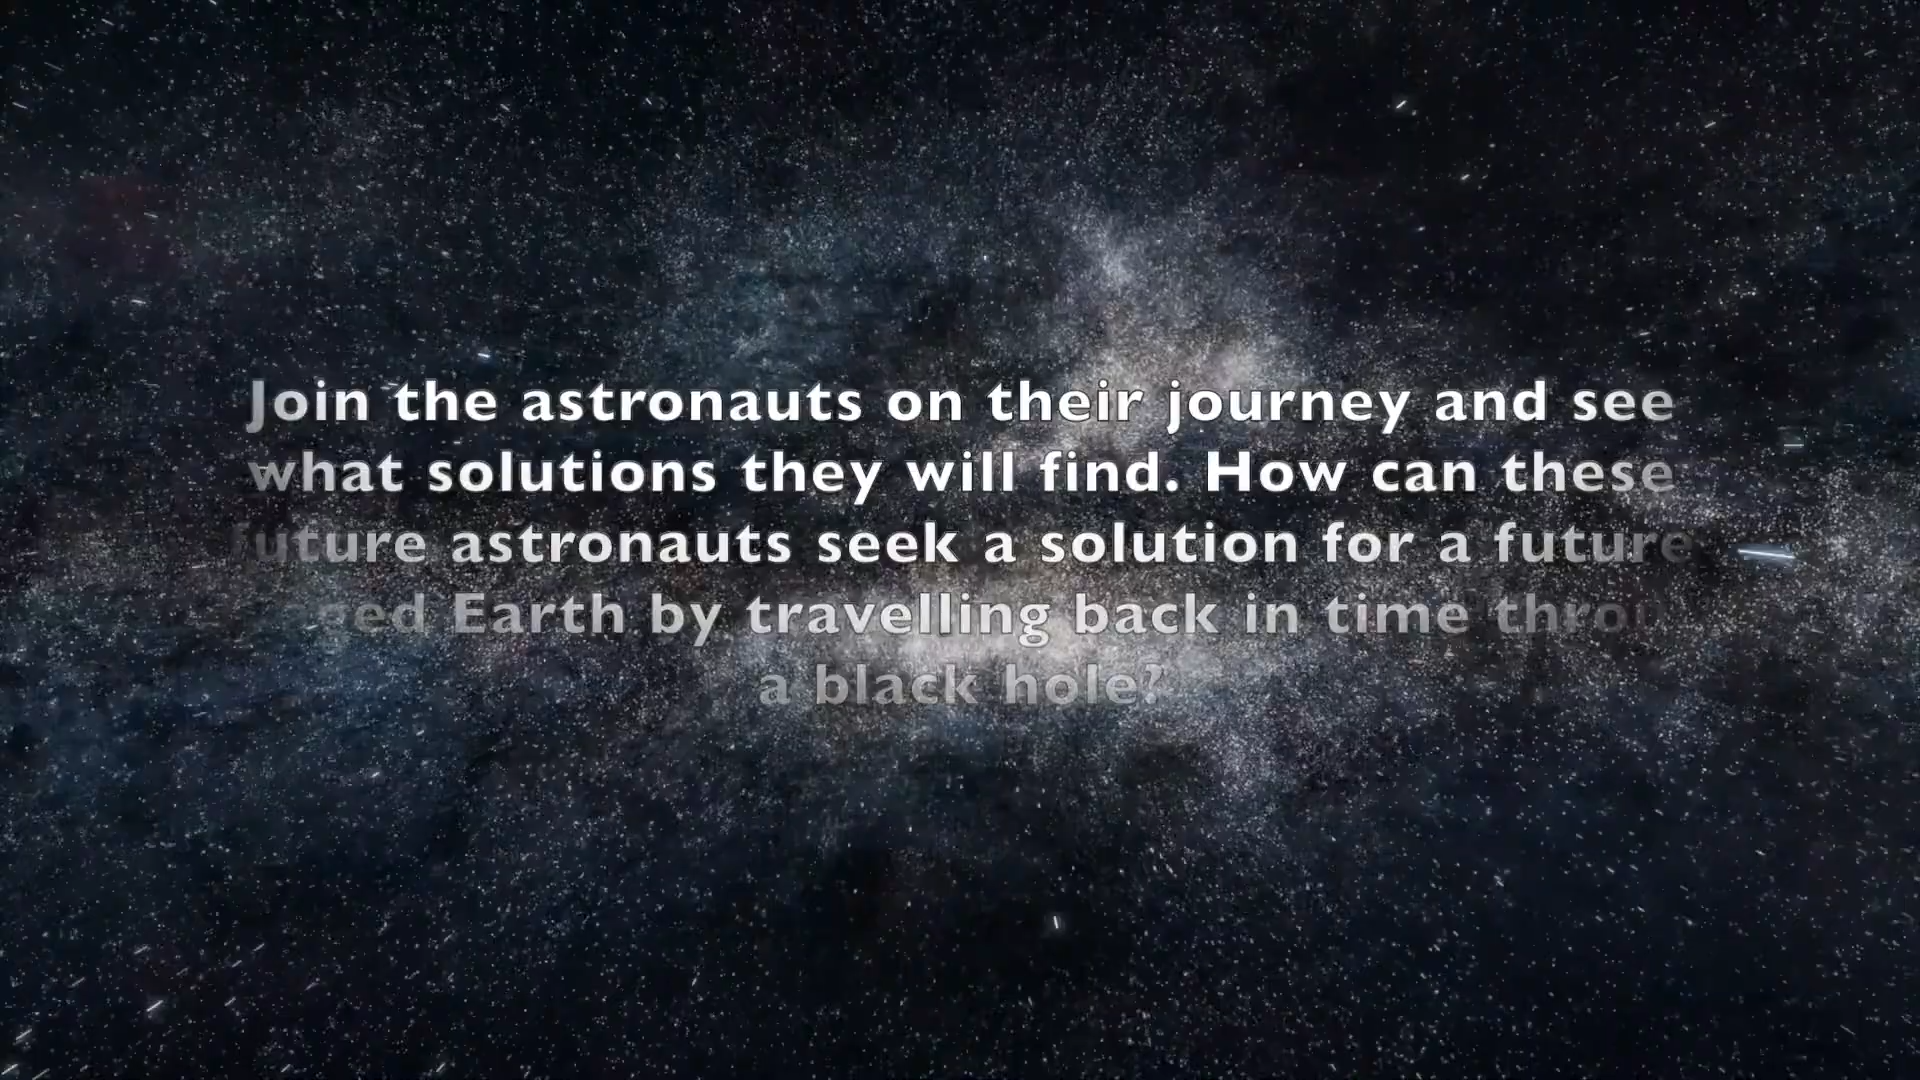 Join the astronauts on their journey and see
what solutions they will find. How can these
future astronauts seek a solution for a future
Earth by travelling back in time
a black hole?